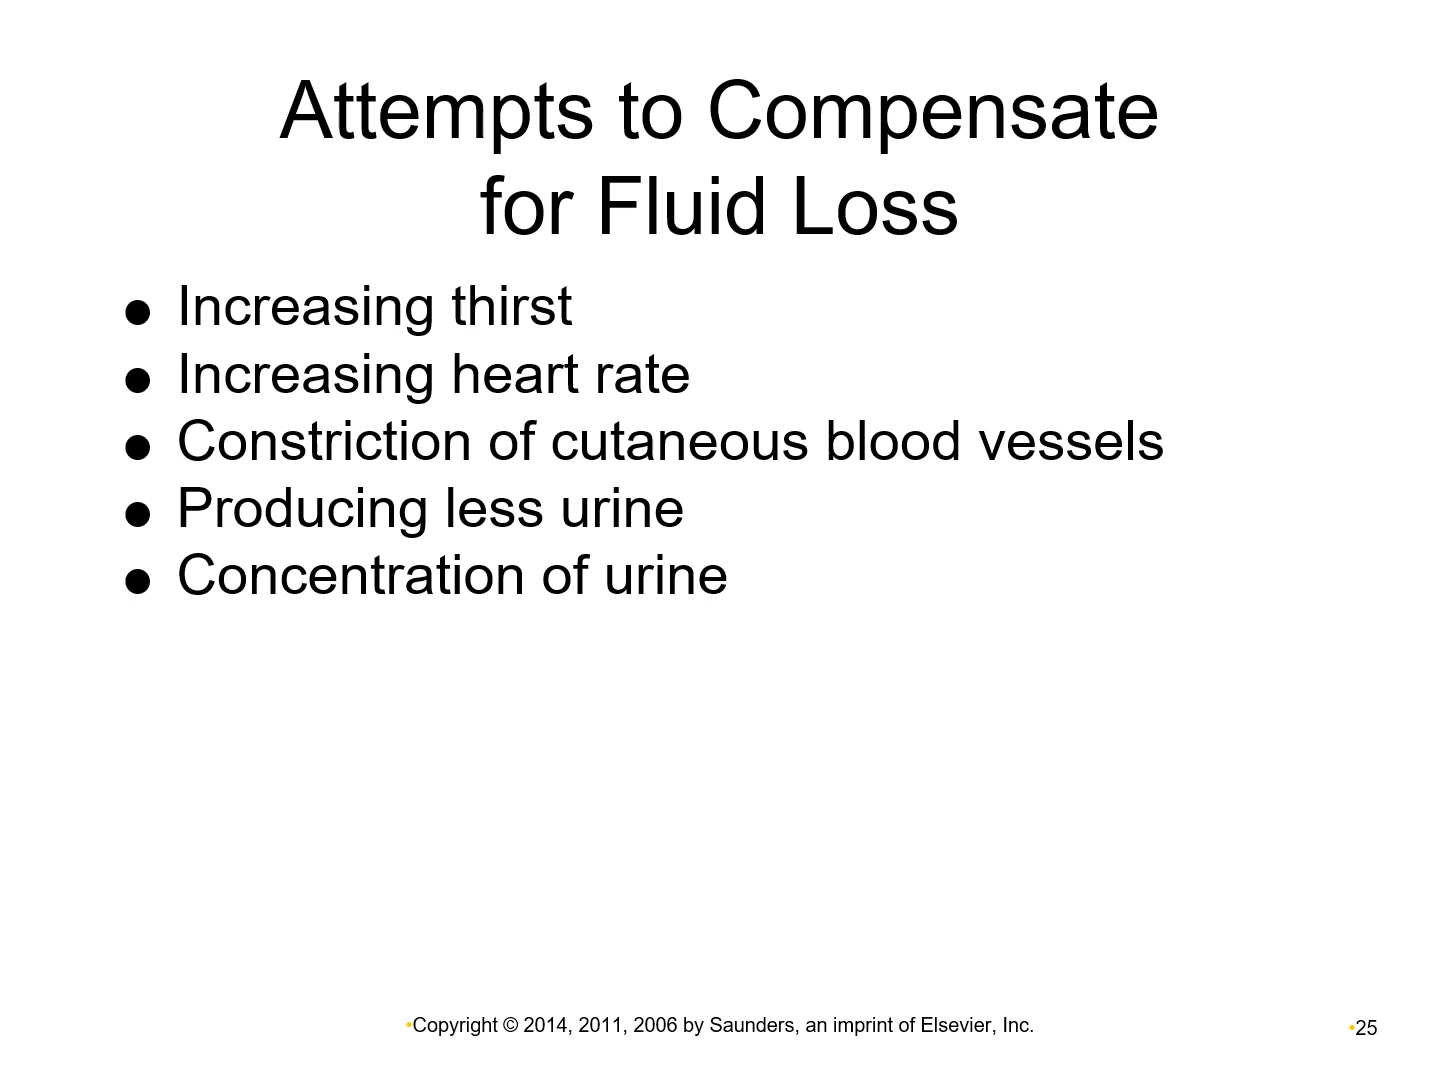 Attempts to Compensate
for Fluid Loss
● Increasing thirst
● Increasing heart rate
● Constriction of cutaneous blood vessels
● Producing less urine
● Concentration of urine
•Copyright © 2014, 2011, 2006 by Saunders, an imprint of Elsevier, Inc.
•25